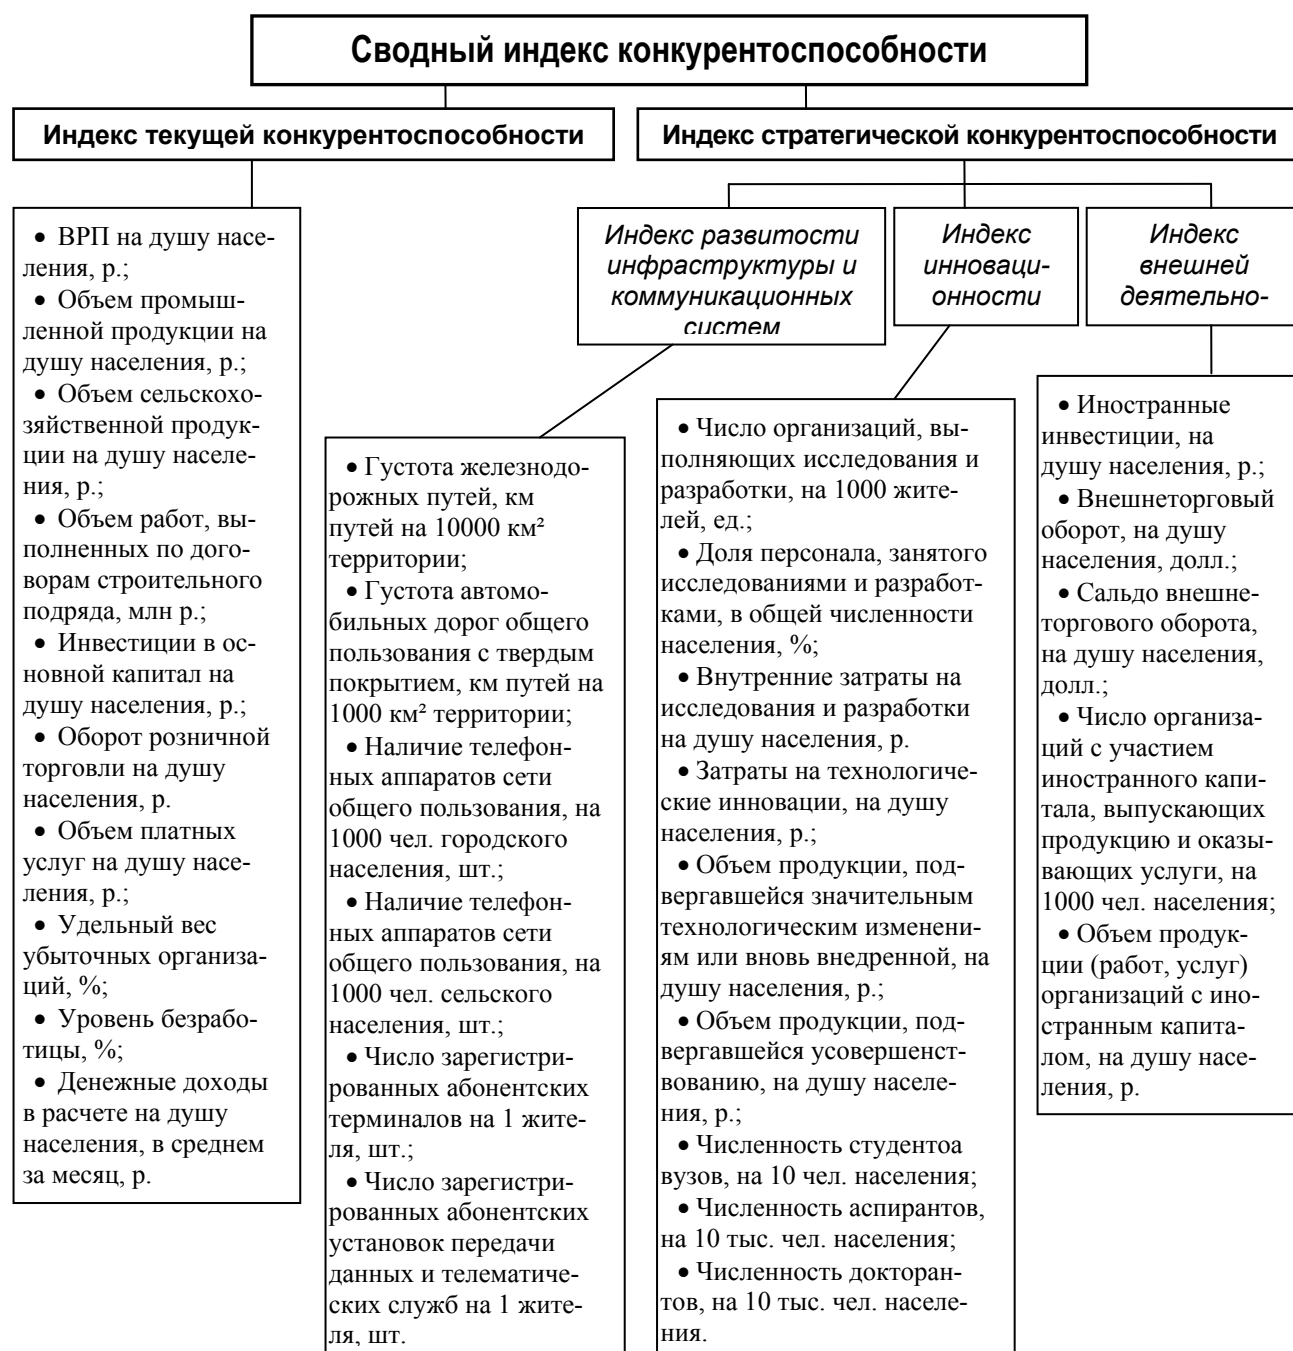 Сводный индекс конкурентоспособности
Индекс текущей конкурентоспособности
Индекс стратегической конкурентоспособности
• ВРП на душу насе-
ления, р.;
• Объем промыш-
ленной продукции на
душу населения, р.;
• Объем сельскохо-
зяйственной продук-
ции на душу населе-
ния, р.;
• Объем работ, вы-
полненных по дого-
ворам строительного
подряда, млн р.;
• Инвестиции в ос-
новной капитал на
душу населения, р.;
• Оборот розничной
торговли на душу
населения, р.
• Объем платных
услуг на душу насе-
ления, р.;
• Удельный вес
убыточных организа-
ций, %;
• Уровень безрабо-
тицы, %;
• Денежные доходы
в расчете на душу
населения, в среднем
за месяц, р.
Индекс развитости
инфраструктуры и
коммуникационных
систем
• Густота железнодо-
рожных путей, км
путей на 10000 км²
территории;
• Густота автомо-
бильных дорог общего
пользования с твердым
покрытием, км путей на
1000 км² территории;
• Наличие телефон-
ных аппаратов сети
общего пользования, на
1000 чел. городского
населения, шт.;
• Наличие телефон-
ных аппаратов сети
общего пользования, на
1000 чел. сельского
населения, шт.;
• Число зарегистри-
рованных абонентских
терминалов на 1 жите-
ля, шт.;
• Число зарегистри-
рованных абонентских
установок передачи
данных и телематиче-
ских служб на 1 жите-
ля, шт.
Индекс
инноваци-
онности
• Число организаций, вы-
полняющих исследования и
разработки, на 1000 жите-
лей, ед.;
• Доля персонала, занятого
исследованиями и разработ-
ками, в общей численности
населения, %;
• Внутренние затраты на
исследования и разработки
на душу населения, р.
• Затраты на технологиче-
ские инновации, на душу
населения, р.;
• Объем продукции, под-
вергавшейся значительным
технологическим изменени-
ям или вновь внедренной, на
душу населения, р.;
• Объем продукции, под-
вергавшейся усовершенст-
вованию, на душу населе-
ния, р.;
• Численность студентоа
вузов, на 10 чел. населения;
• Численность аспирантов,
на 10 тыс. чел. населения;
• Численность докторан-
тов, на 10 тыс. чел. населе-
ния.
Индекс
внешней
деятельно-
• Иностранные
инвестиции, на
душу населения, р.;
• Внешнеторговый
оборот, на душу
населения, долл.;
• Сальдо внешне-
торгового оборота,
на душу населения,
долл.;
• Число организа-
ций с участием
иностранного капи-
тала, выпускающих
продукцию и оказы-
вающих услуги, на
1000 чел. населения;
• Объем продук-
ции (работ, услуг)
организаций с ино-
странным капита-
лом, на душу насе-
ления, р.